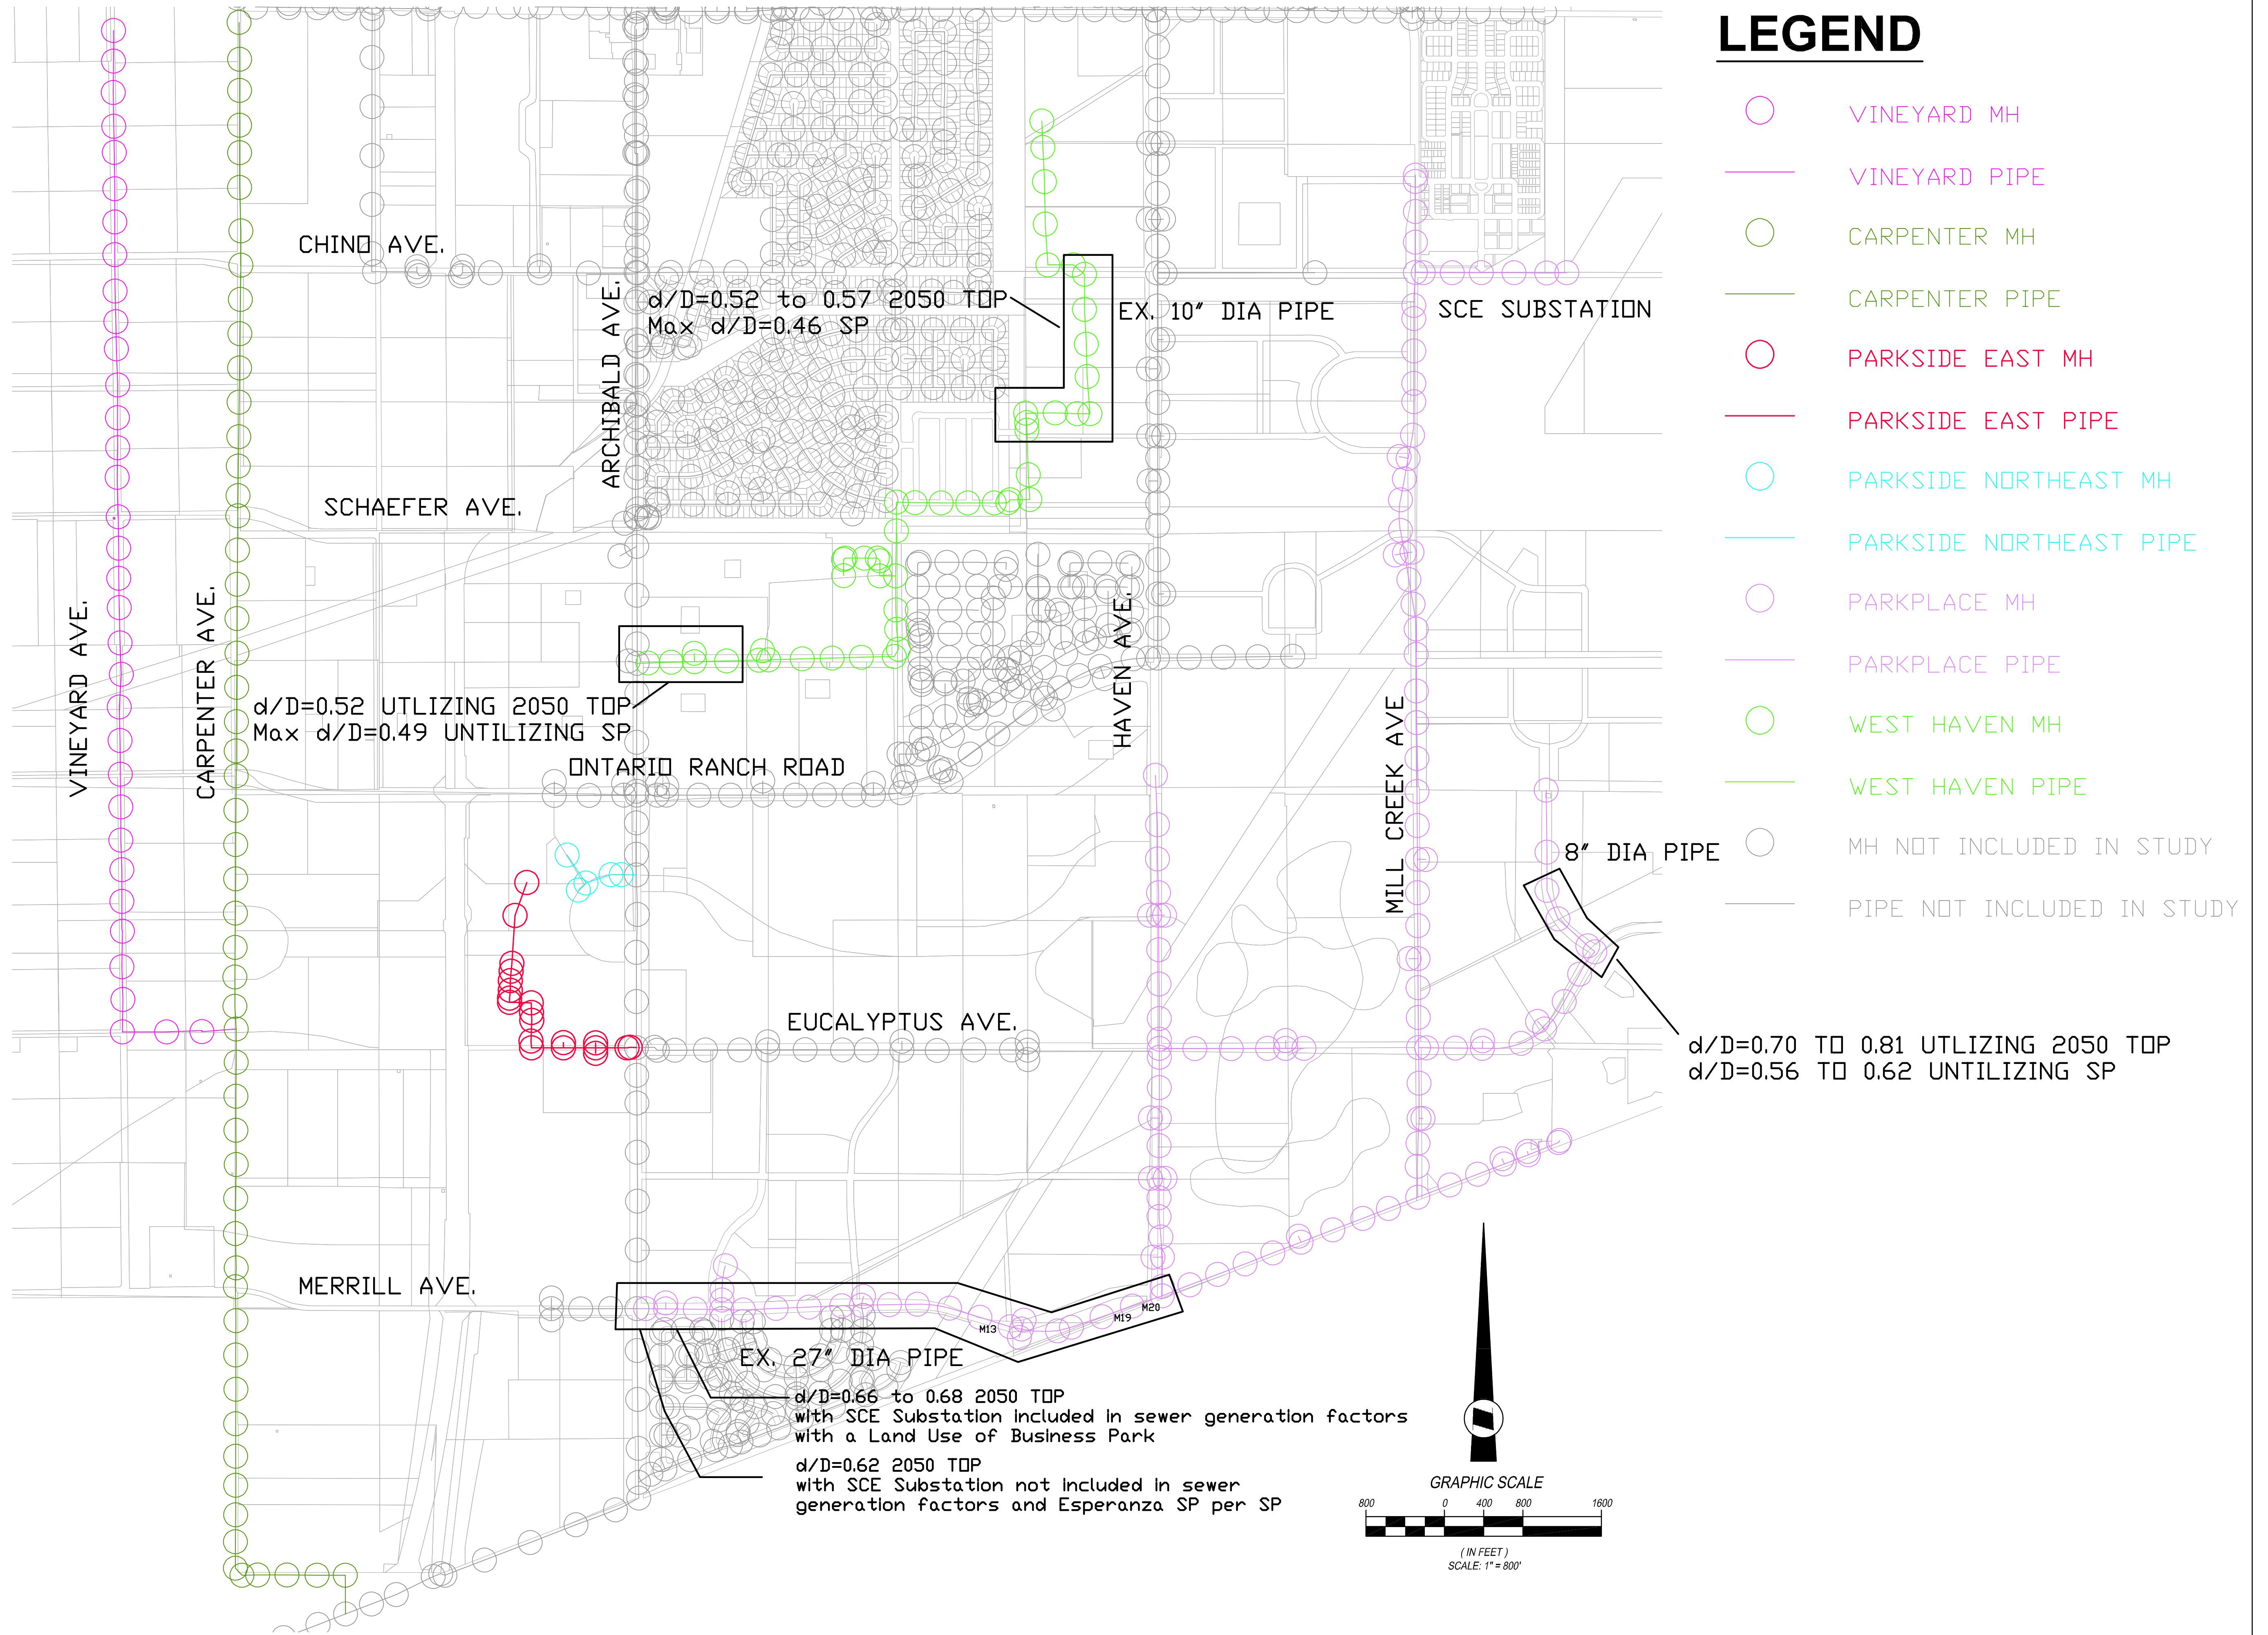 LEGEND
VINEYARD MH
VINEYARD PIPE
CARPENTER MH
CARPENTER PIPE
PARKSIDE EAST MH
PARKSIDE EAST PIPE
PARKSIDE NORTHEAST MH
PARKSIDE NORTHEAST PIPE
PARKPLACE MH
PARKPLACE PIPE
WEST HAVEN MH
WEST HAVEN PIPE
MH NOT INCLUDED IN STUDY
PIPE NOT INCLUDED IN STUDY
CHINO AVE.
ARCHIBALD AVE.
d/D=0.52 to 0.57 2050 TOP
Max d/D=0.46 SP
EX. 10" DIA PIPE
SCE SUBSTATION
SCHAEFER AVE.
VINEYARD AVE.
CARPENTER AVE.
HAVEN AVE.
MILL CREEK AVE
d/D=0.52 UTLIZING 2050 TOP
Max d/D=0.49 UNTILIZING SP
ONTARIO RANCH ROAD
8" DIA PIPE
EUCALYPTUS AVE.
d/D=0.70 TO 0.81 UTLIZING 2050 TOP
d/D=0.56 TO 0.62 UNTILIZING SP
MERRILL AVE.
M13
M19
M20
EX. 27" DIA PIPE
d/D=0.66 to 0.68 2050 TOP
with SCE Substation included in sewer generation factors
with a Land Use of Business Park
d/D=0.62 2050 TOP
with SCE Substation not included in sewer
generation factors and Esperanza SP per SP
GRAPHIC SCALE
800 0 400 800 1600
( IN FEET )
SCALE: 1" = 800'